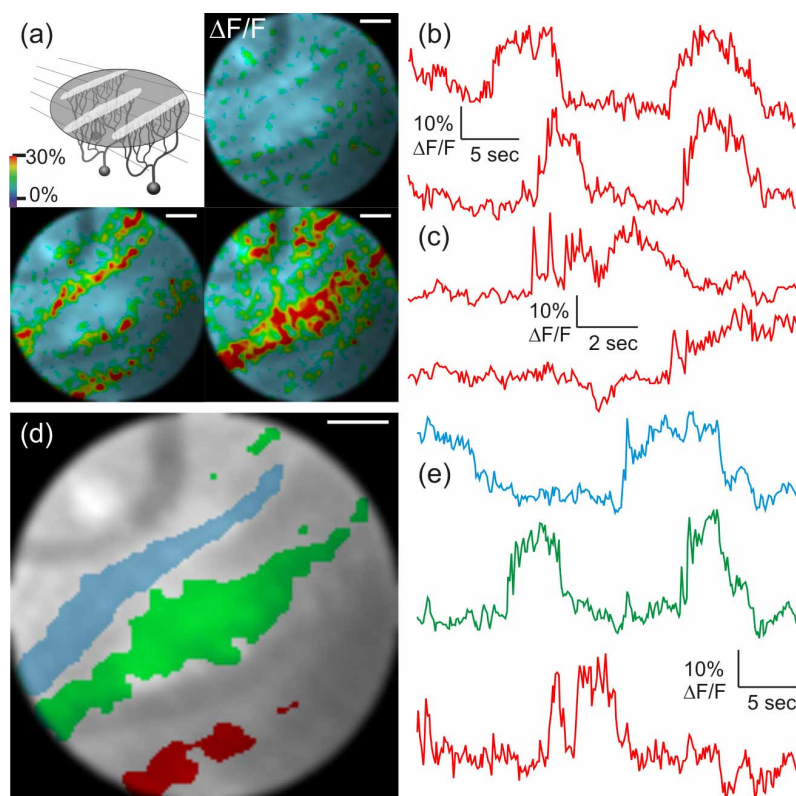 (a)
ΔF/F
30%
0%
(b)
10%
ΔF/F
5 sec
(c)
10%
ΔF/F
2 sec
(d)
(e)
10%
ΔF/F
5 sec